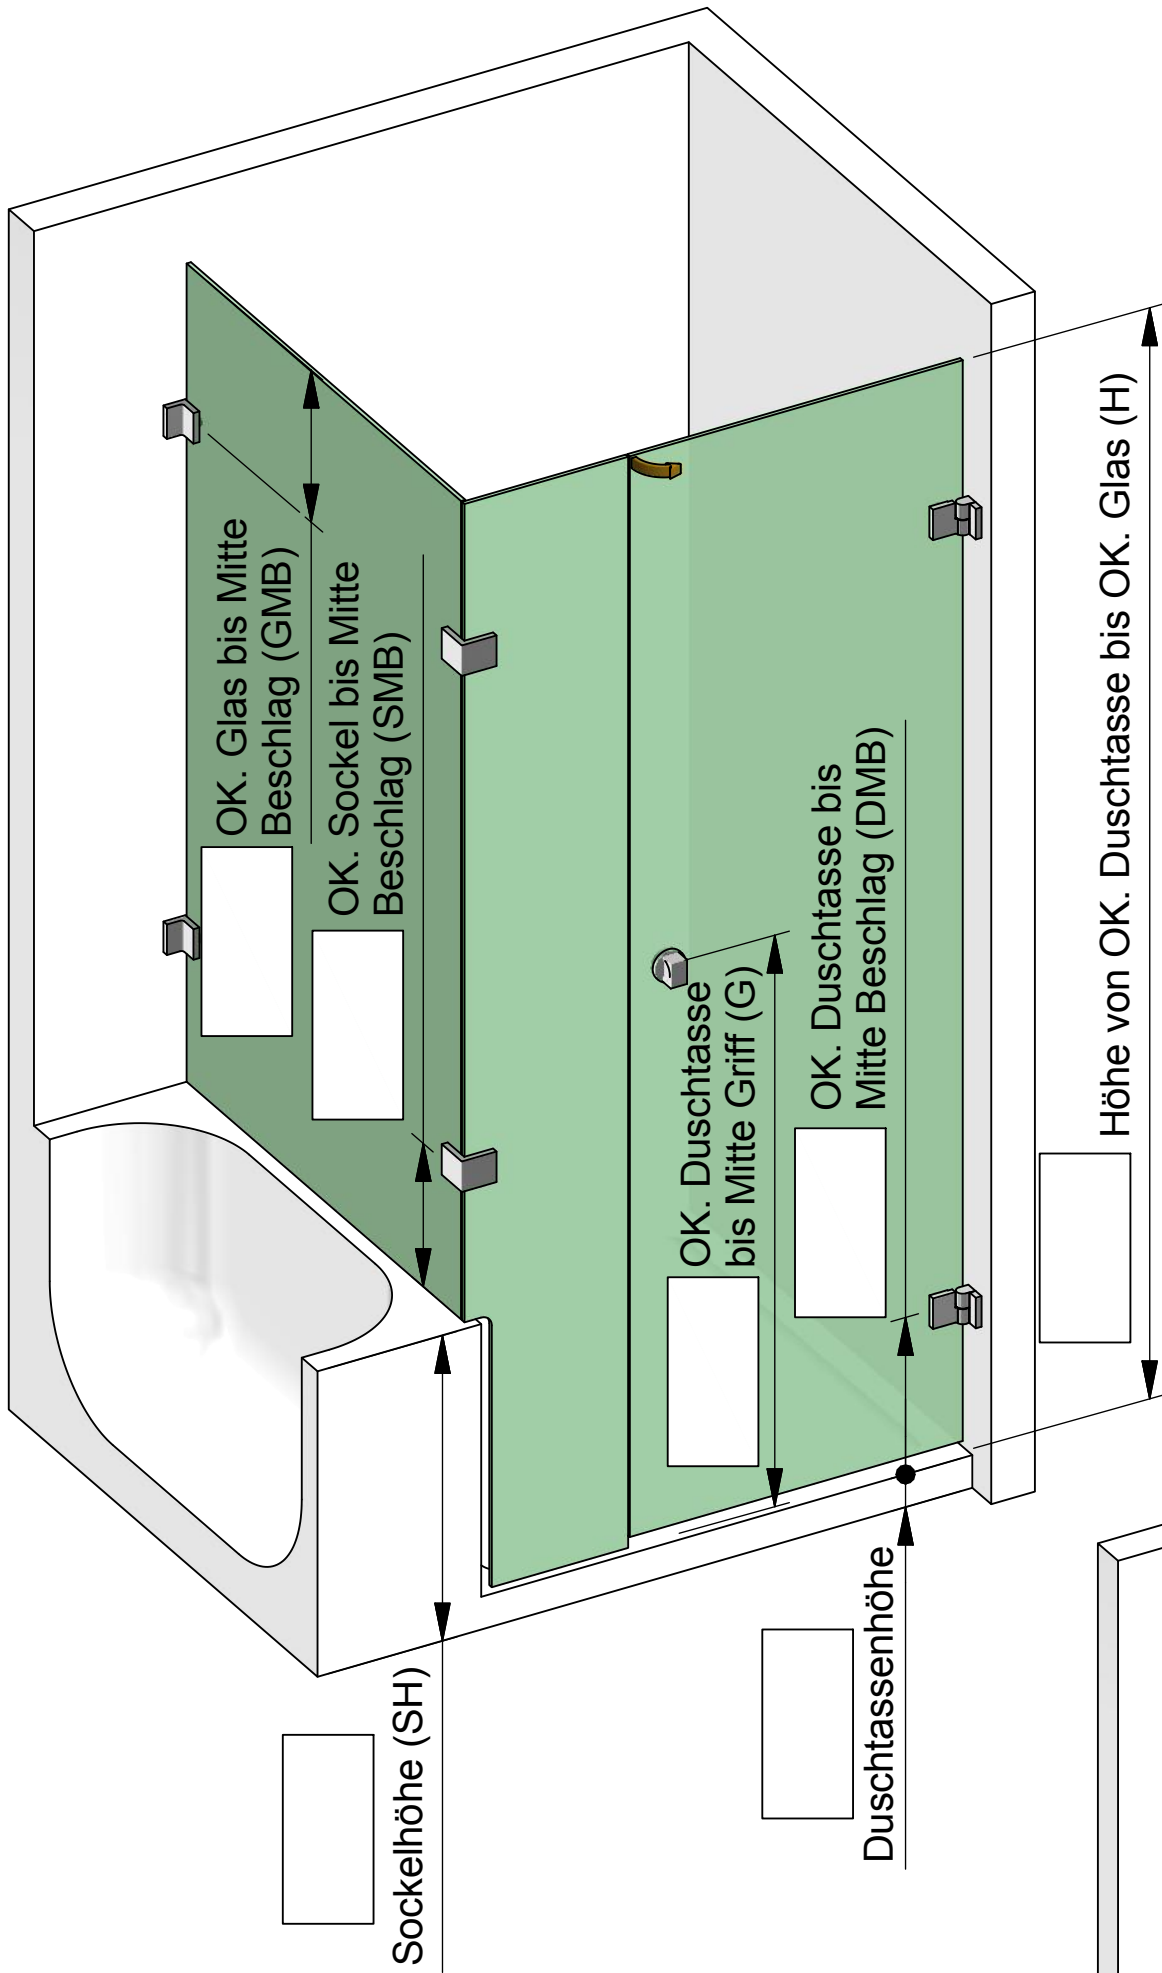 OK. Glas bis Mitte
Beschlag (GMB)
OK. Sockel bis Mitte
Beschlag (SMB)
OK. Duschtasse
bis Mitte Griff (G)
OK. Duschtasse bis
Mitte Beschlag (DMB)
Höhe von OK. Duschtasse bis OK. Glas (H)
Sockelhöhe (SH)
Duschtassenhöhe